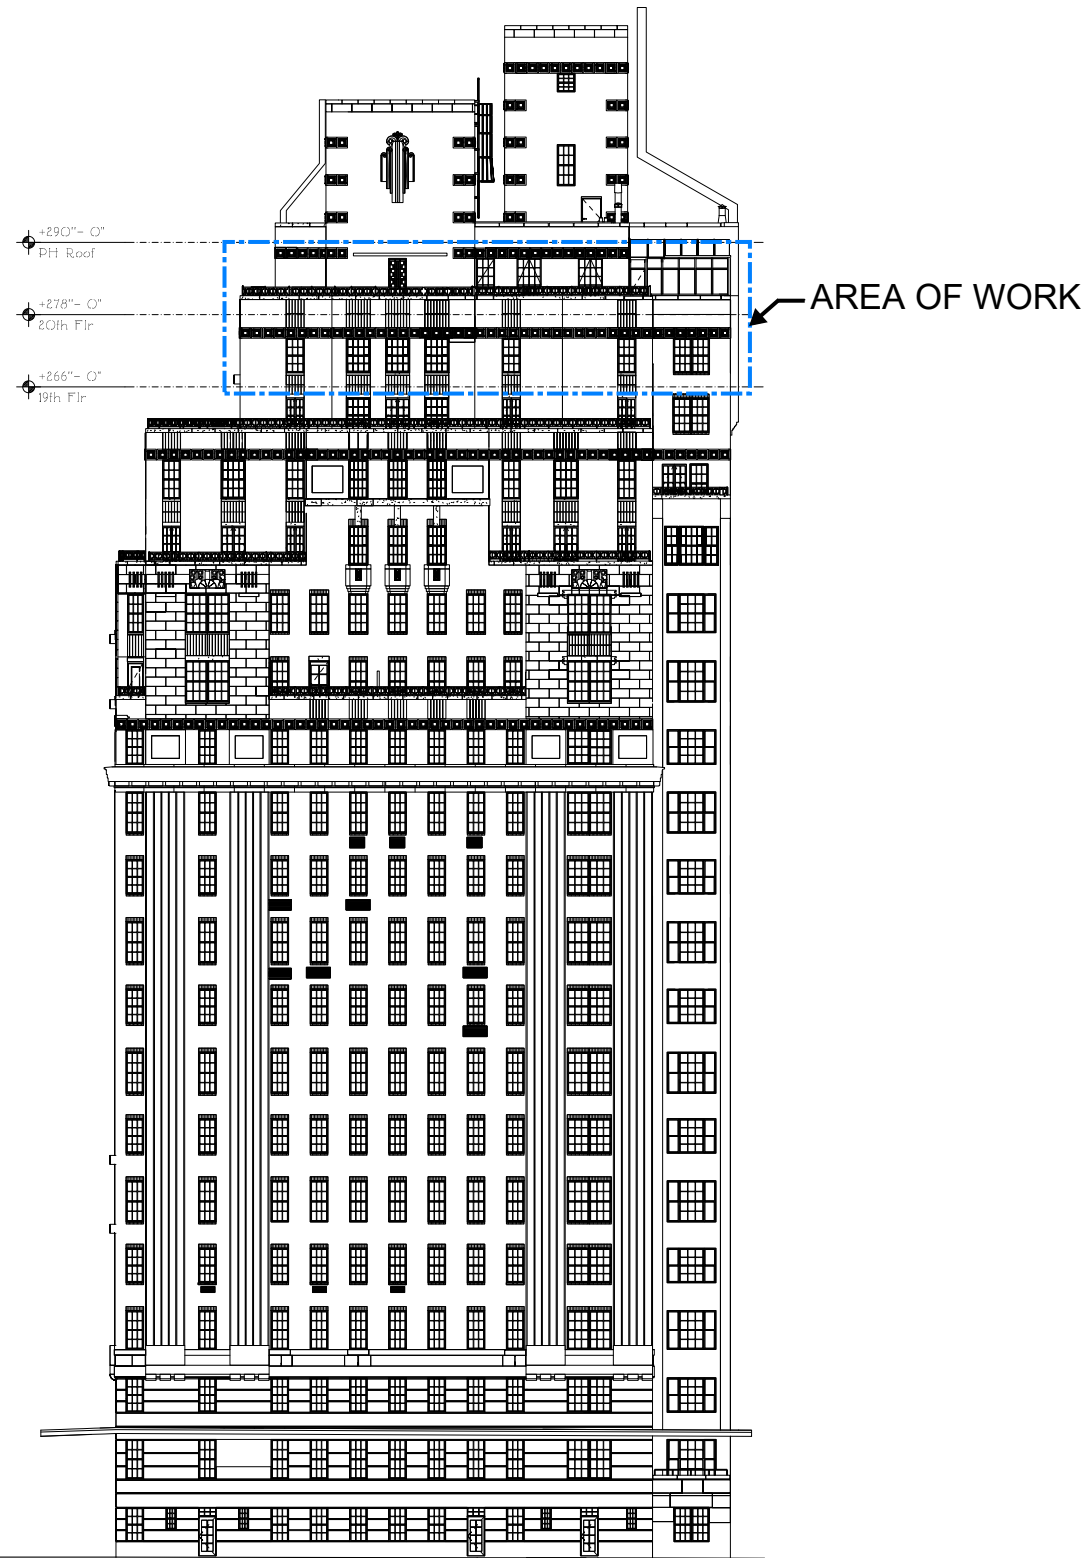 +290"- 0"
PH Roof
+278"- 0"
20th Flr
+266"- 0"
19th Flr
AREA OF WORK